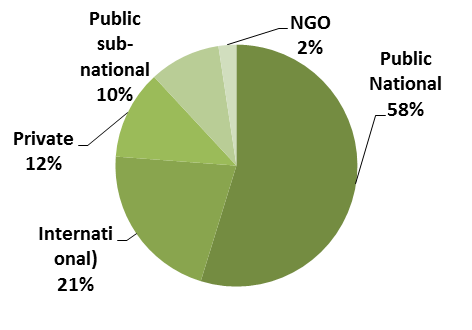 NGO
2%
Public
National
58%
Internati
onal)
21%
Private
12%
Public
sub-
national
10%